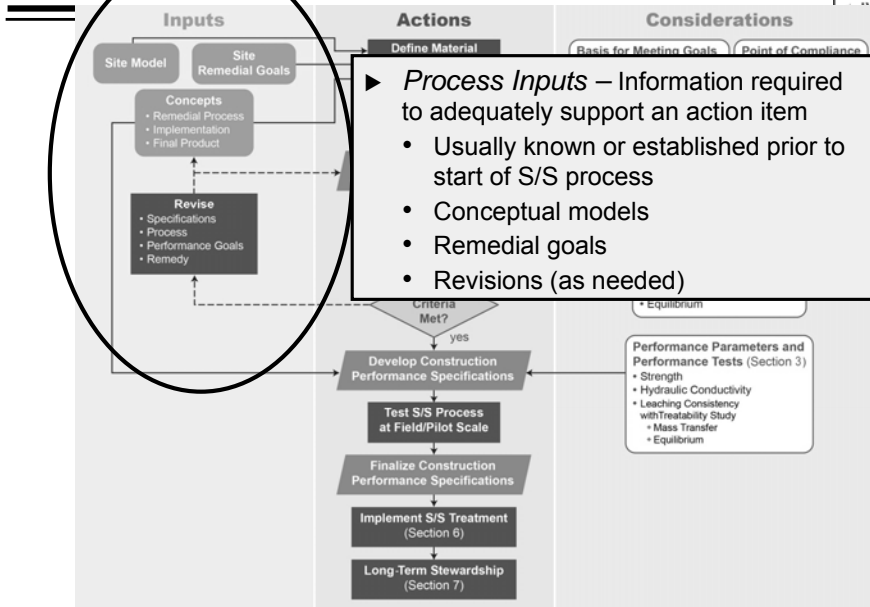 Inputs
Actions
Considerations
Site Model
Site
Remedial Goals
Concepts
• Remedial Process
• Implementation
• Final Product
Revise
• Specifications
• Process
• Performance Goals
• Remedy
Define Material
Basis for Meeting Goals
Point of Compliance
► Process Inputs – Information required
to adequately support an action item
• Usually known or established prior to
start of S/S process
• Conceptual models
• Remedial goals
• Revisions (as needed)
Criteria
Met?
yes
• Equilibrium
Develop Construction
Performance Specifications
Performance Parameters and
Performance Tests (Section 3)
• Strength
• Hydraulic Conductivity
• Leaching Consistency
withTreatability Study
• Mass Transfer
• Equilibrium
Test S/S Process
at Field/Pilot Scale
Finalize Construction
Performance Specifications
Implement S/S Treatment
(Section 6)
Long-Term Stewardship
(Section 7)